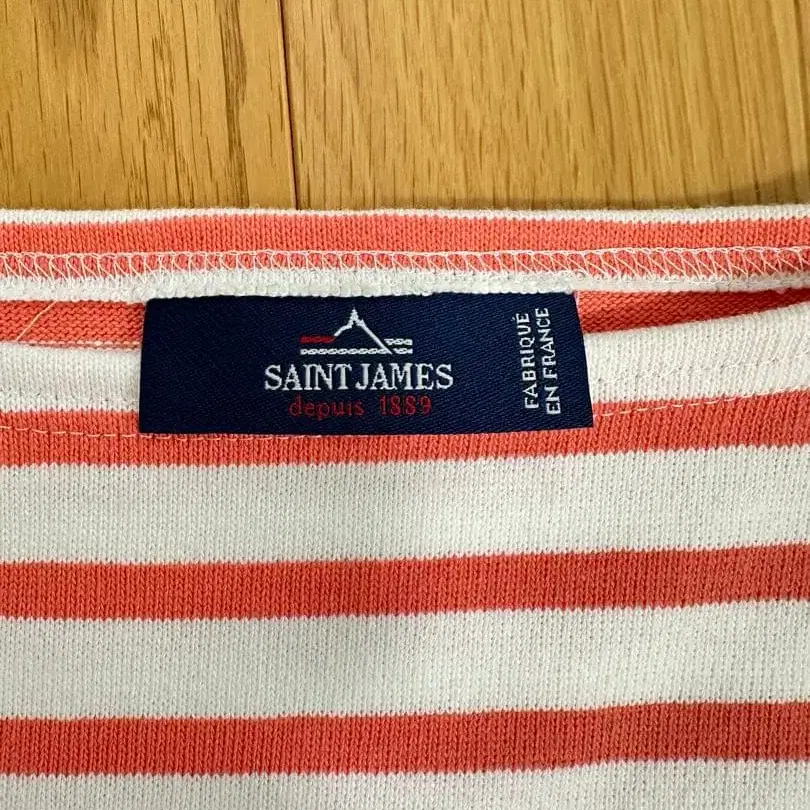 SAINT JAMES
depuis 1889
FABRIQUÉ
EN FRANCE